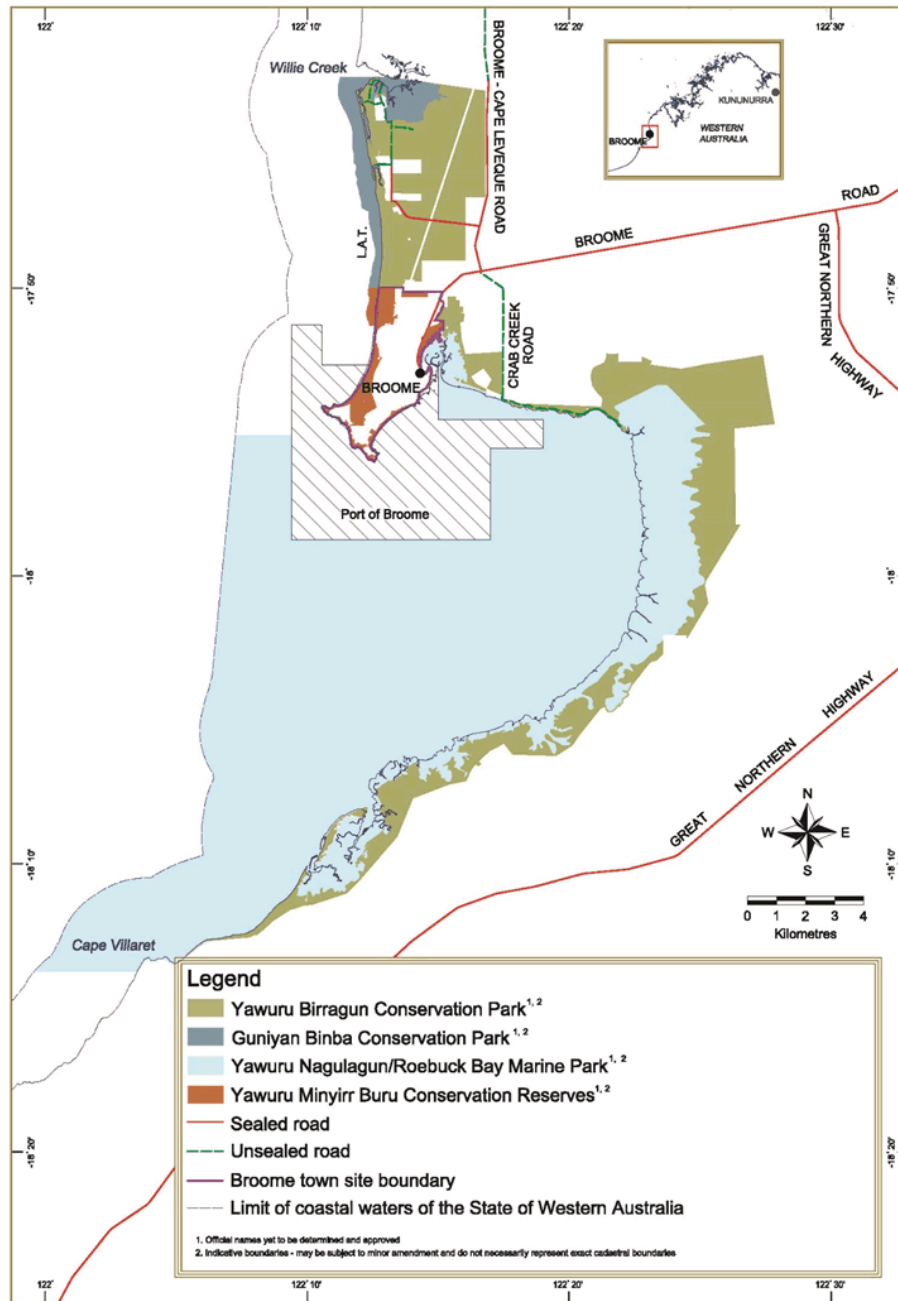 122°
122° 10'
122° 20'
122° 30'
Willie Creek
BROOME - CAPE LEVEQUE ROAD
KUNUNURRA
WESTERN
AUSTRALIA
BROOME
L.A.T.
BROOME ROAD
GREAT NORTHERN HIGHWAY
-17° 50'
-17° 50'
CRAB CREEK
ROAD
BROOME
Port of Broome
-18°
-18°
GREAT NORTHERN HIGHWAY
N
W E
S
-18° 10'
-18° 10'
0 1 2 3 4
Kilometres
Cape Villaret
Legend
Yawuru Birragun Conservation Park1, 2
Guniyan Binba Conservation Park1, 2
Yawuru Nagulagun/Roebuck Bay Marine Park1, 2
Yawuru Minyirr Buru Conservation Reserves1, 2
Sealed road
Unsealed road
Broome town site boundary
Limit of coastal waters of the State of Western Australia
1. Official names yet to be determined and approved
2. Indicative boundaries - may be subject to minor amendment and do not necessarily represent exact cadastral boundaries
-18° 20'
-18° 20'
122°
122° 10'
122° 20'
122° 30'